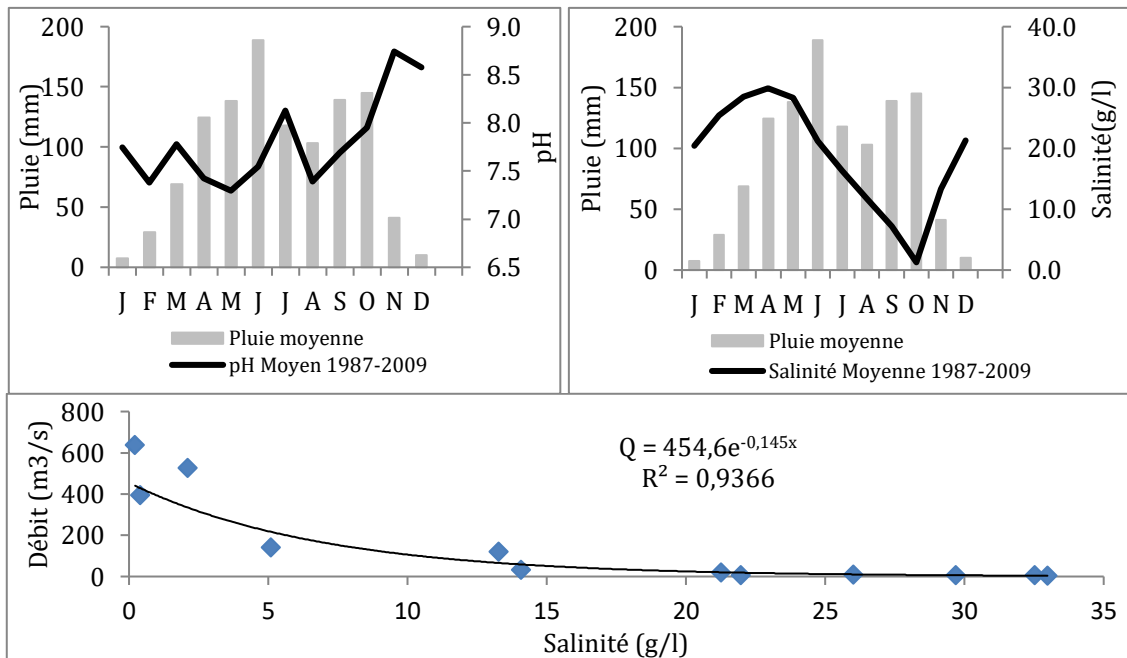 200
150
100
50
0
Pluie (mm)
9.0
8.5
8.0
7.5
7.0
6.5
pH
J F M A M J J A S O N D
Pluie moyenne
pH Moyen 1987-2009
200
150
100
50
0
Pluie (mm)
40.0
30.0
20.0
10.0
0.0
Salinité(g/l)
J F M A M J J A S O N D
Pluie moyenne
Salinité Moyenne 1987-2009
800
600
400
200
0
Débit (m3/s)
Q = 454,6e-0,145x
R² = 0,9366
0 5 10 15 20 25 30 35
Salinité (g/l)